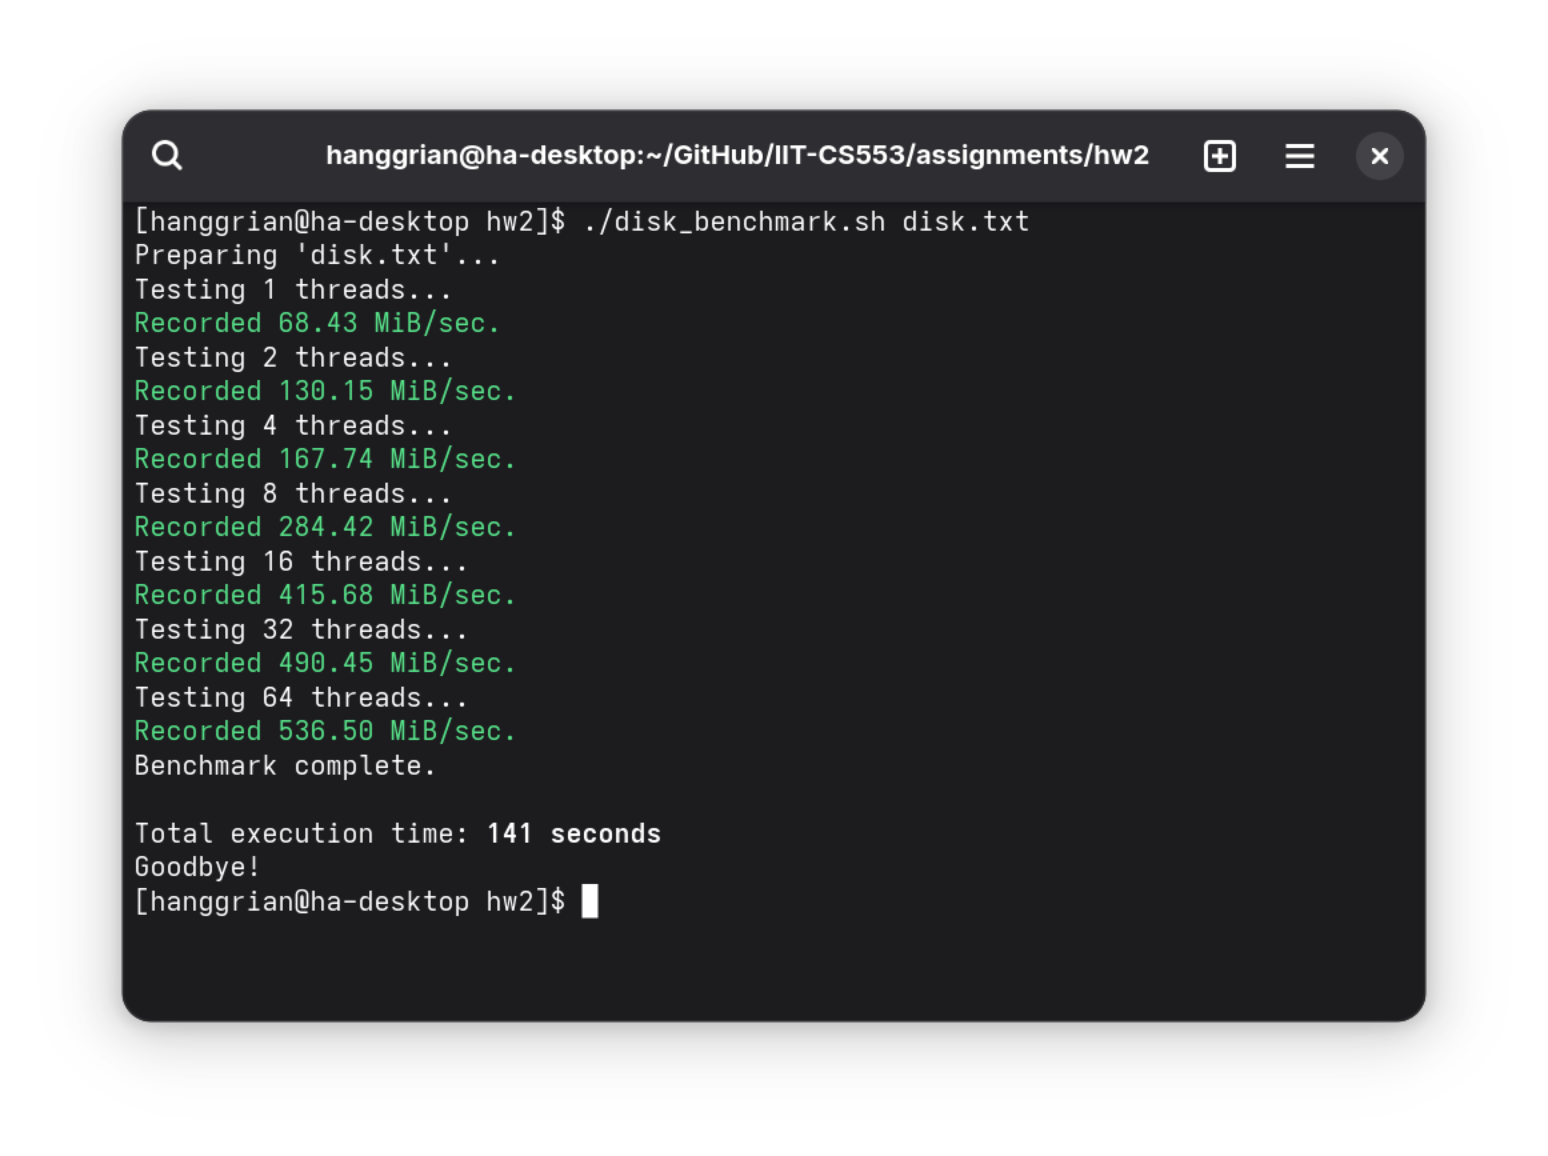 hanggrian@ha-desktop:~/GitHub/IIT-CS553/assignments/hw2
[hanggrian@ha-desktop hw2]$ ./disk_benchmark.sh disk.txt
Preparing 'disk.txt'...
Testing 1 threads...
Recorded 68.43 MiB/sec.
Testing 2 threads...
Recorded 130.15 MiB/sec.
Testing 4 threads...
Recorded 167.74 MiB/sec.
Testing 8 threads...
Recorded 284.42 MiB/sec.
Testing 16 threads...
Recorded 415.68 MiB/sec.
Testing 32 threads...
Recorded 490.45 MiB/sec.
Testing 64 threads...
Recorded 536.50 MiB/sec.
Benchmark complete.
Total execution time: 141 seconds
Goodbye!
[hanggrian@ha-desktop hw2]$